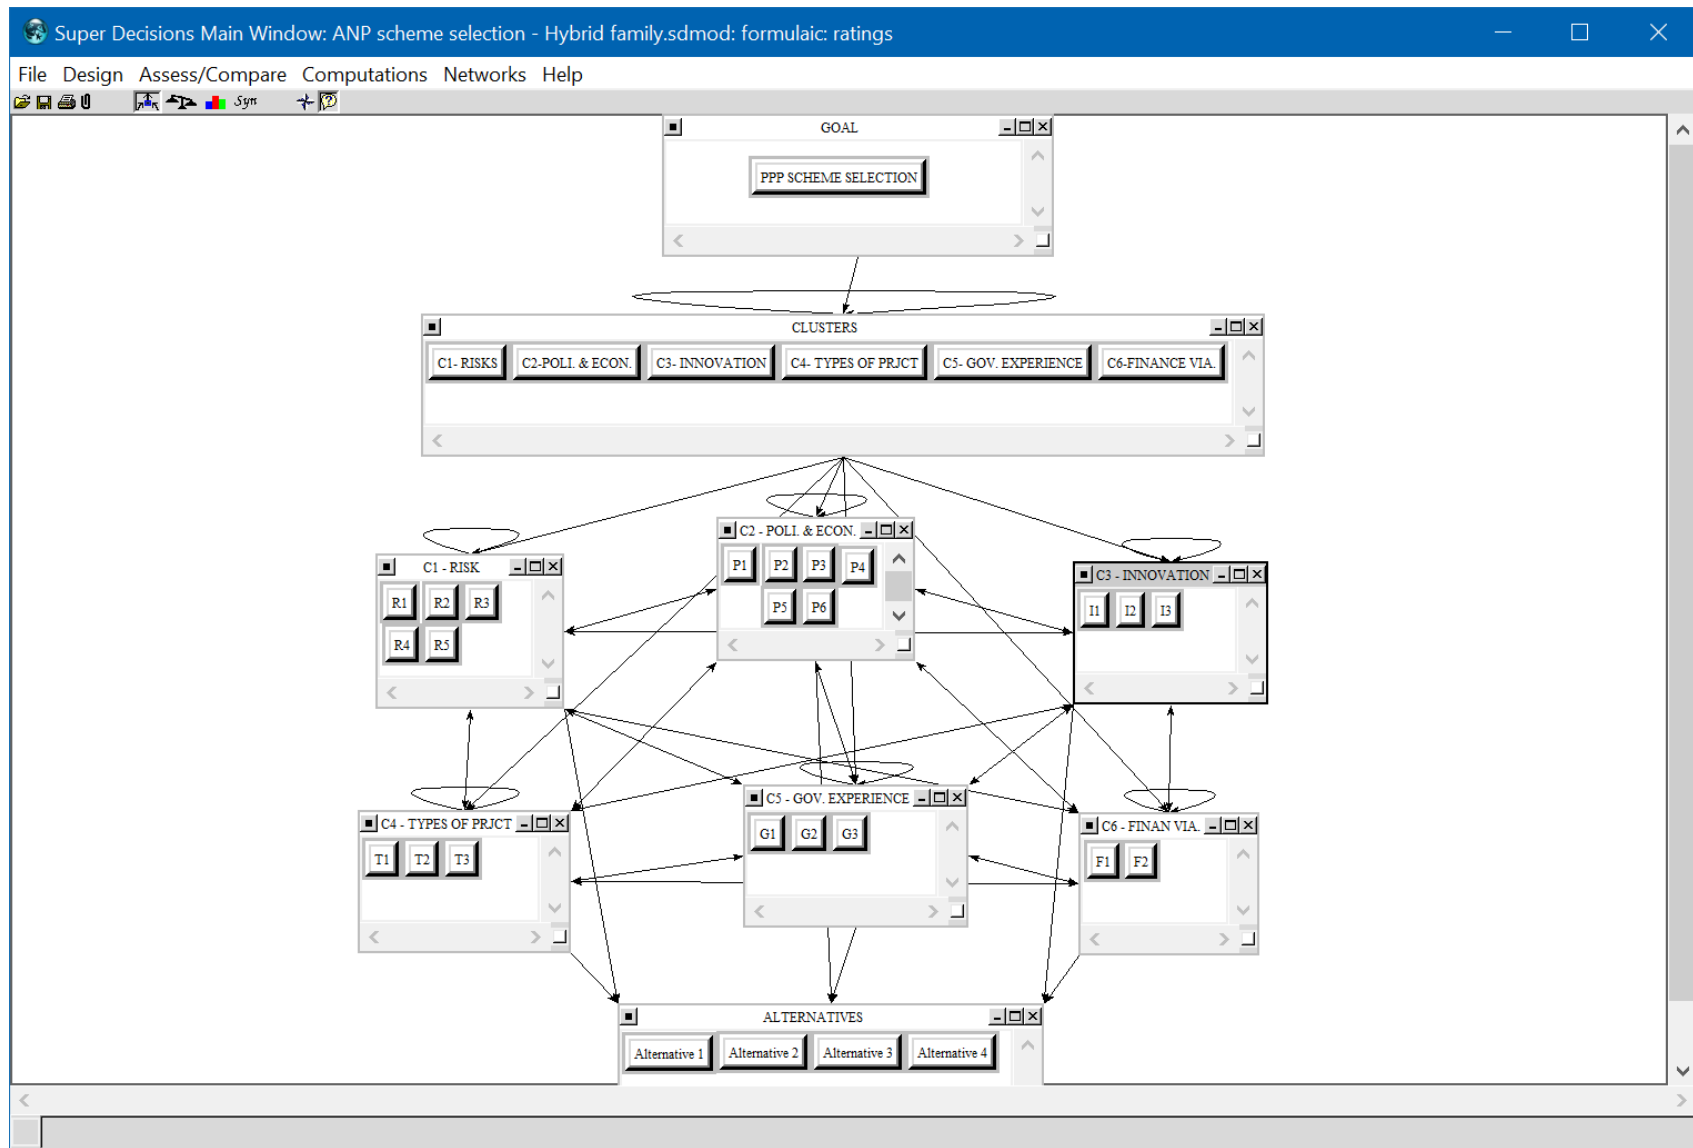 Super Decisions Main Window: ANP scheme selection - Hybrid family.sdmod: formulaic: ratings
File Design Assess/Compare Computations Networks Help
Syn
GOAL
PPP SCHEME SELECTION
CLUSTERS
C1- RISKS C2-POLI. & ECON. C3- INNOVATION C4- TYPES OF PRJCT C5- GOV. EXPERIENCE C6-FINANCE VIA.
C2 - POLI. & ECON.
P1 P2 P3 P4
P5 P6
C1 - RISK
R1 R2 R3
R4 R5
C3 - INNOVATION
I1 I2 I3
C4 - TYPES OF PRJCT
T1 T2 T3
C5 - GOV. EXPERIENCE
G1 G2 G3
C6 - FINAN VIA.
F1 F2
ALTERNATIVES
Alternative 1 Alternative 2 Alternative 3 Alternative 4